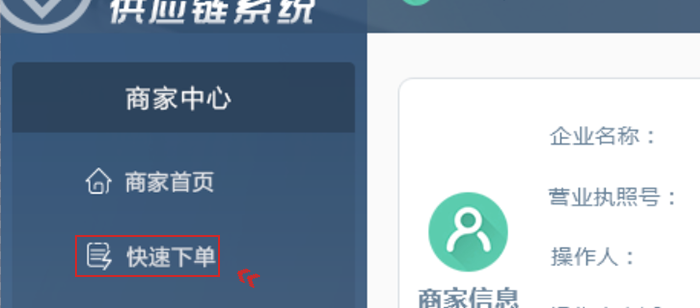 供应链系统
商家中心
商家首页
快速下单
企业名称：
营业执照号：
操作人：
商家信息